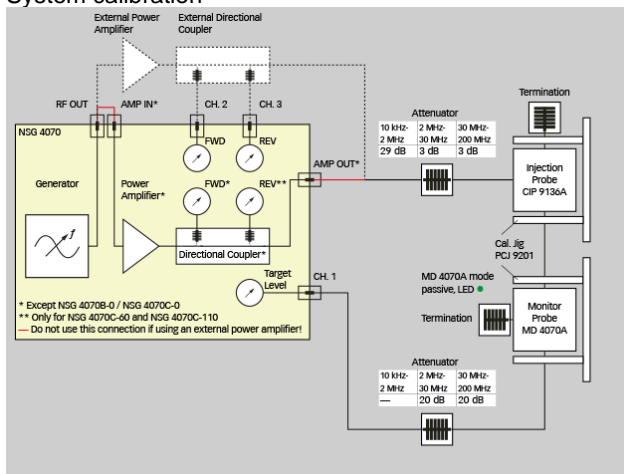 System calibration
External Power
Amplifier
External Directional
Coupler
RF OUT
AMP IN*
CH. 2
CH. 3
NSG 4070
FWD
REV
Generator
Power
Amplifier*
FWD*
REV**
AMP OUT*
Directional Coupler*
Target
Level
CH. 1
* Except NSG 4070B-0 / NSG 4070C-0
** Only for NSG 4070C-60 and NSG 4070C-110
— Do not use this connection if using an external power amplifier!
Attenuator
10 kHz- 2 MHz- 30 MHz-
2 MHz 30 MHz 200 MHz
29 dB 3 dB 3 dB
Termination
Injection
Probe
CIP 9136A
Cal. Jig
PCJ 9201
MD 4070A mode
passive, LED
Termination
Monitor
Probe
MD 4070A
Attenuator
10 kHz- 2 MHz- 30 MHz-
2 MHz 30 MHz 200 MHz
— 20 dB 20 dB